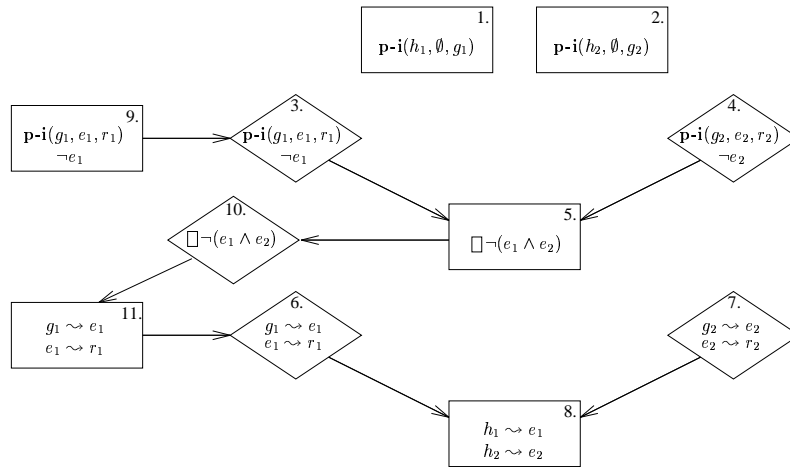 1.
p-i(h₁, ∅, g₁)
2.
p-i(h₂, ∅, g₂)
9.
p-i(g₁, e₁, r₁)
¬e₁
3.
p-i(g₁, e₁, r₁)
¬e₁
4.
p-i(g₂, e₂, r₂)
¬e₂
10.
□¬(e₁ ∧ e₂)
5.
□¬(e₁ ∧ e₂)
11.
g₁ ⤳ e₁
e₁ ⤳ r₁
6.
g₁ ⤳ e₁
e₁ ⤳ r₁
7.
g₂ ⤳ e₂
e₂ ⤳ r₂
8.
h₁ ⤳ e₁
h₂ ⤳ e₂